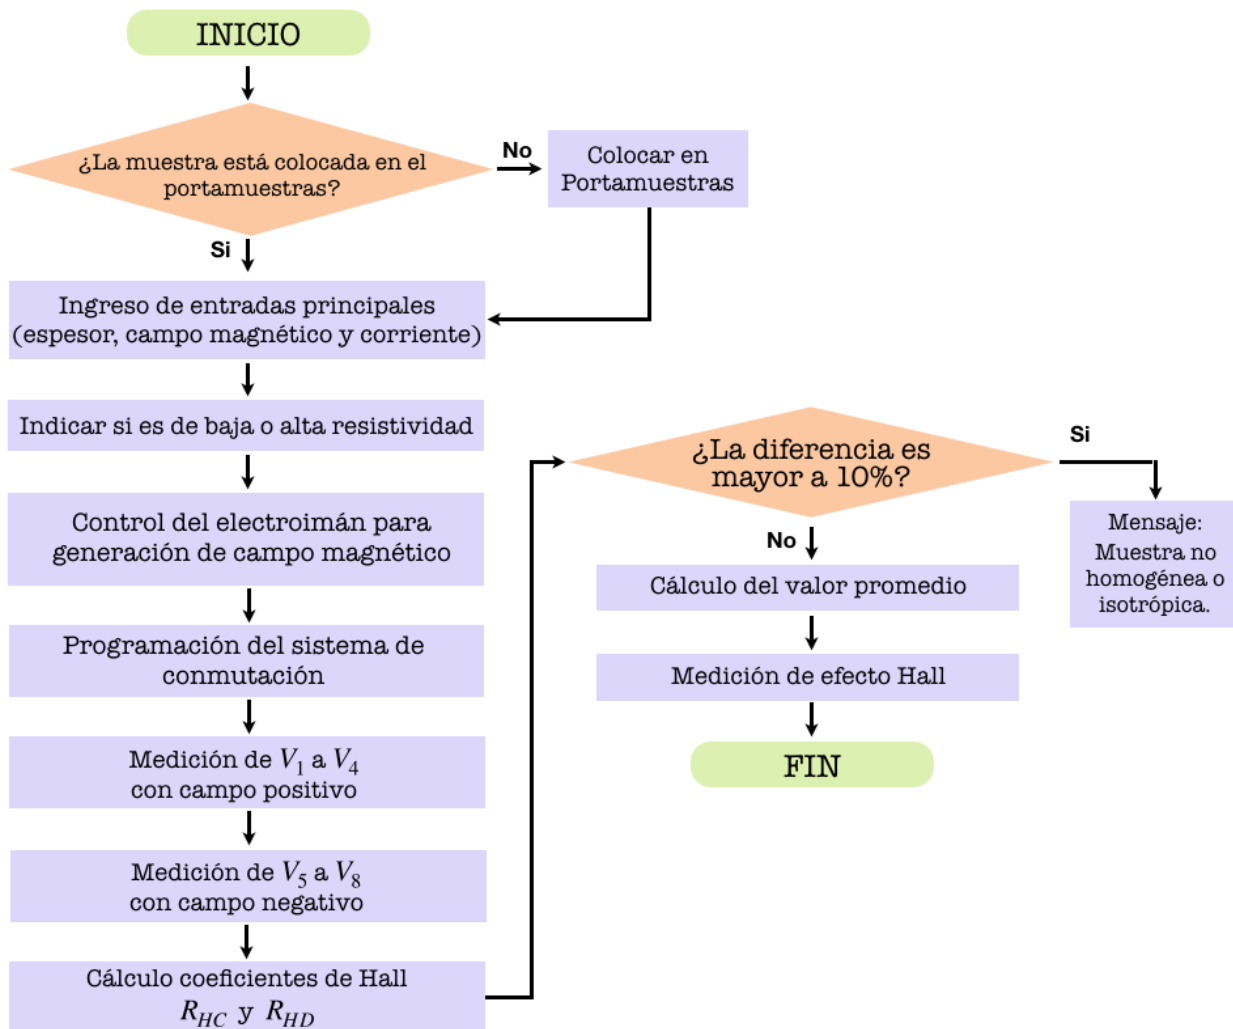 INICIO
¿La muestra está colocada en el
portamuestras?
No
Colocar en
Portamuestras
Si
Ingreso de entradas principales
(espesor, campo magnético y corriente)
Indicar si es de baja o alta resistividad
Control del electroimán para
generación de campo magnético
Programación del sistema de
conmutación
Medición de V₁ a V₄
con campo positivo
Medición de V₅ a V₈
con campo negativo
Cálculo coeficientes de Hall
R_HC y R_HD
¿La diferencia es
mayor a 10%?
Si
Mensaje:
Muestra no
homogénea o
isotrópica.
No
Cálculo del valor promedio
Medición de efecto Hall
FIN